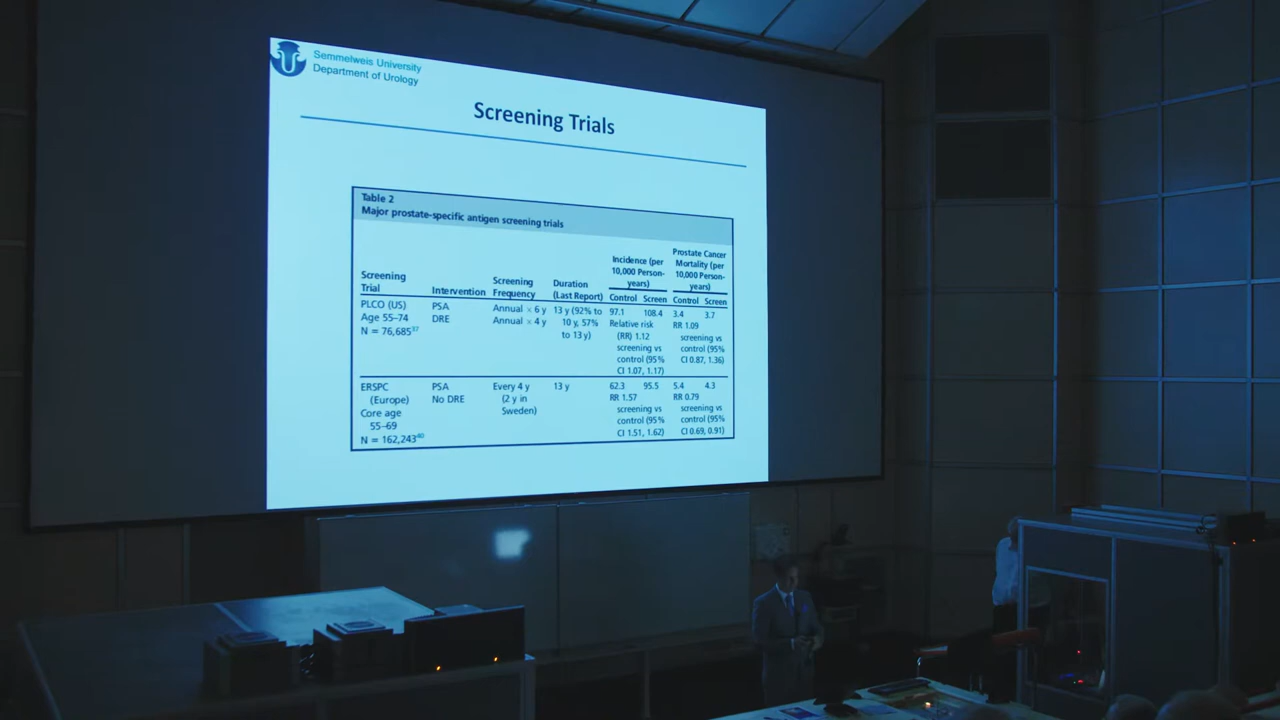 Semmelweis University
Department of Urology
Screening Trials
Table 2
Major prostate-specific antigen screening trials
Screening Trial
Intervention
Screening Frequency
Duration (Last Report)
Incidence (per 10,000 Person-years)
Control Screen
Prostate Cancer Mortality (per 10,000 Person-years)
Control Screen
PLCO (US)
Age 55–74
N = 76,685³⁷
PSA
DRE
Annual × 6 y
Annual × 4 y
13 y (92% to
10 y, 57%
to 13 y)
97.1 108.4
Relative risk
(RR) 1.12
screening vs
control (95%
CI 1.07, 1.17)
3.4 3.7
RR 1.09
screening vs
control (95%
CI 0.87, 1.36)
ERSPC
(Europe)
Core age
55–69
N = 162,243⁴⁰
PSA
No DRE
Every 4 y
(2 y in
Sweden)
13 y
62.3 95.5
RR 1.57
screening vs
control (95%
CI 1.51, 1.62)
5.4 4.3
RR 0.79
screening vs
control (95%
CI 0.69, 0.91)